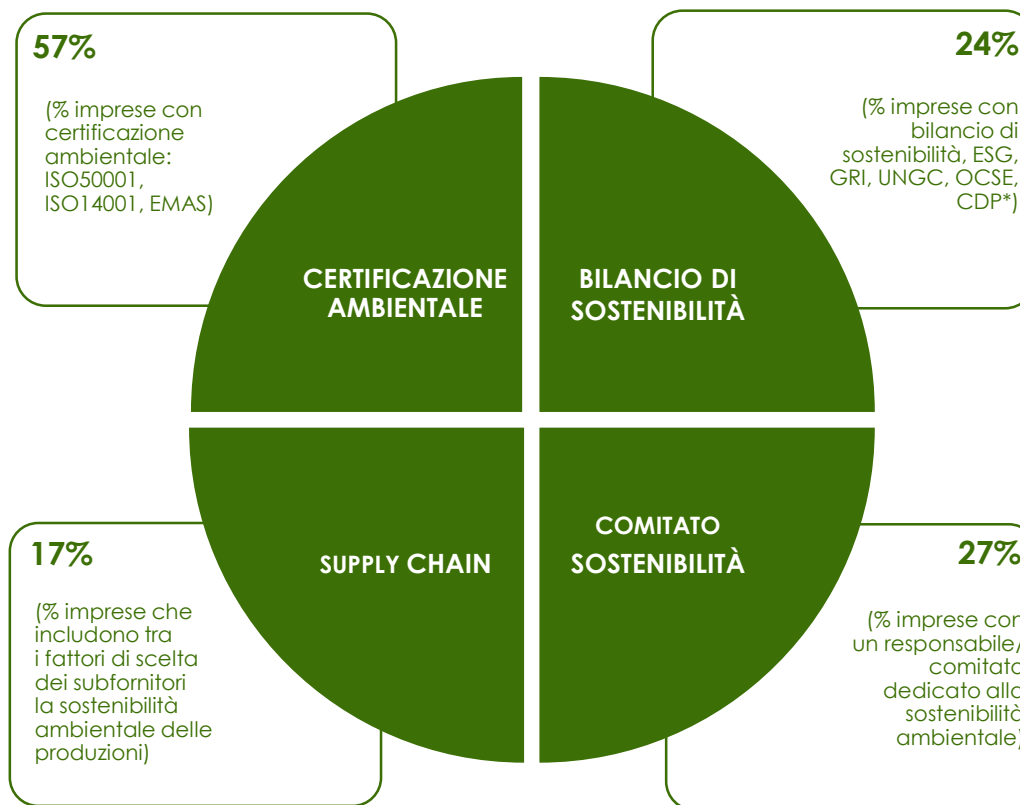 57%
(% imprese con
certificazione
ambientale:
ISO50001,
ISO14001, EMAS)
24%
(% imprese con
bilancio di
sostenibilità, ESG,
GRI, UNGC, OCSE,
CDP*)
CERTIFICAZIONE
AMBIENTALE
BILANCIO DI
SOSTENIBILITÀ
17%
(% imprese che
includono tra
i fattori di scelta
dei subfornitori
la sostenibilità
ambientale delle
produzioni)
SUPPLY CHAIN
COMITATO
SOSTENIBILITÀ
27%
(% imprese con
un responsabile/
comitato
dedicato alla
sostenibilità
ambientale)